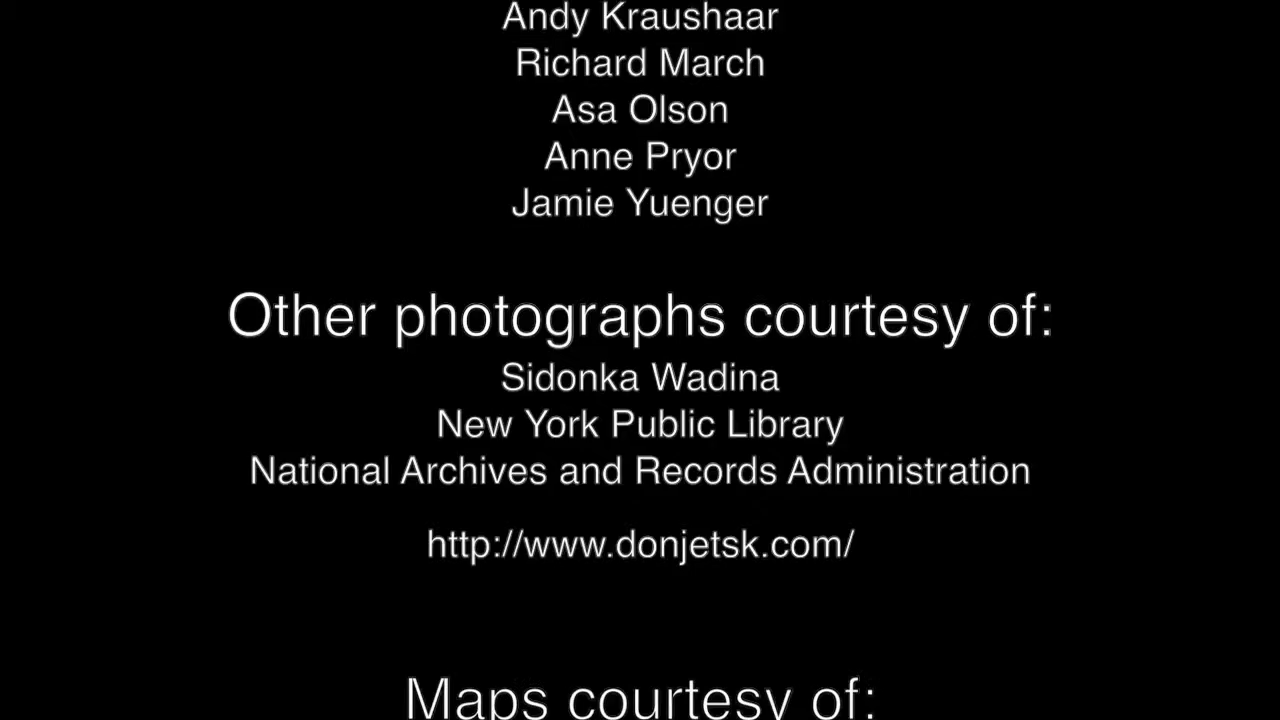 Andy Kraushaar
Richard March
Asa Olson
Anne Pryor
Jamie Yuenger
Other photographs courtesy of:
Sidonka Wadina
New York Public Library
National Archives and Records Administration
http://www.donjetsk.com/
Maps courtesy of: